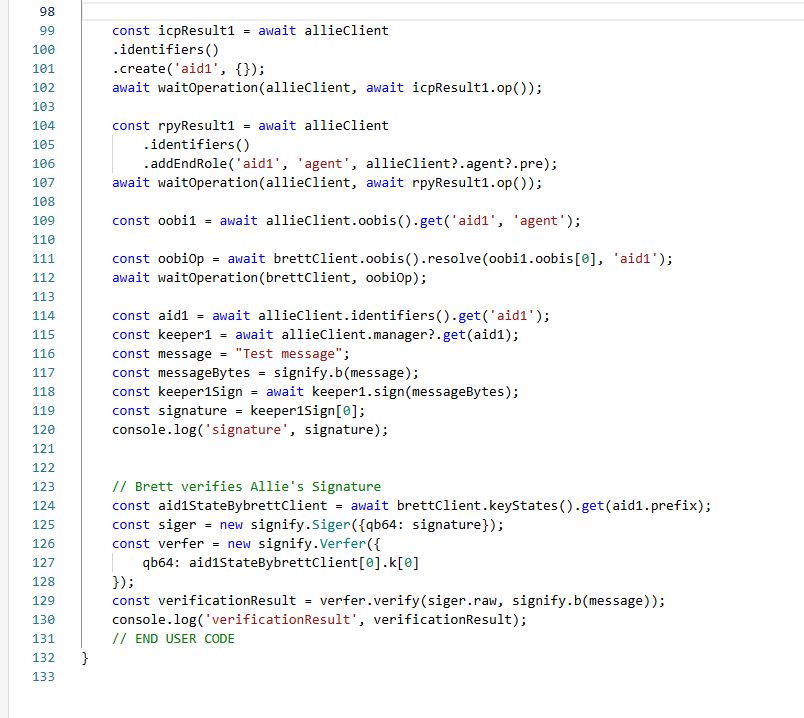 98
99 const icpResult1 = await allieClient
100 .identifiers()
101 .create('aid1', {});
102 await waitOperation(allieClient, await icpResult1.op());
103
104 const rpyResult1 = await allieClient
105 .identifiers()
106 .addEndRole('aid1', 'agent', allieClient?.agent?.pre);
107 await waitOperation(allieClient, await rpyResult1.op());
108
109 const oobi1 = await allieClient.oobis().get('aid1', 'agent');
110
111 const oobiOp = await brettClient.oobis().resolve(oobi1.oobis[0], 'aid1');
112 await waitOperation(brettClient, oobiOp);
113
114 const aid1 = await allieClient.identifiers().get('aid1');
115 const keeper1 = await allieClient.manager?.get(aid1);
116 const message = "Test message";
117 const messageBytes = signify.b(message);
118 const keeper1Sign = await keeper1.sign(messageBytes);
119 const signature = keeper1Sign[0];
120 console.log('signature', signature);
121
122
123 // Brett verifies Allie's Signature
124 const aid1StateBybrettClient = await brettClient.keyStates().get(aid1.prefix);
125 const siger = new signify.Siger({qb64: signature});
126 const verfer = new signify.Verfer({
127 qb64: aid1StateBybrettClient[0].k[0]
128 });
129 const verificationResult = verfer.verify(siger.raw, signify.b(message));
130 console.log('verificationResult', verificationResult);
131 // END USER CODE
132 }
133